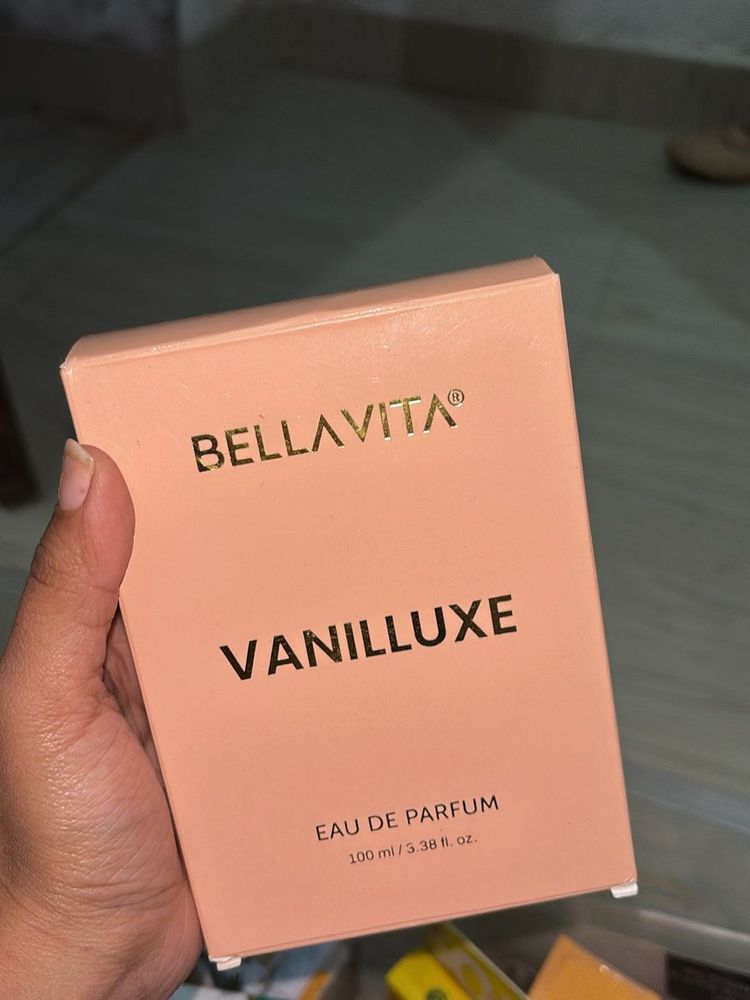 BELLAVITA®
VANILLUXE
EAU DE PARFUM
100 ml / 3.38 fl. oz.